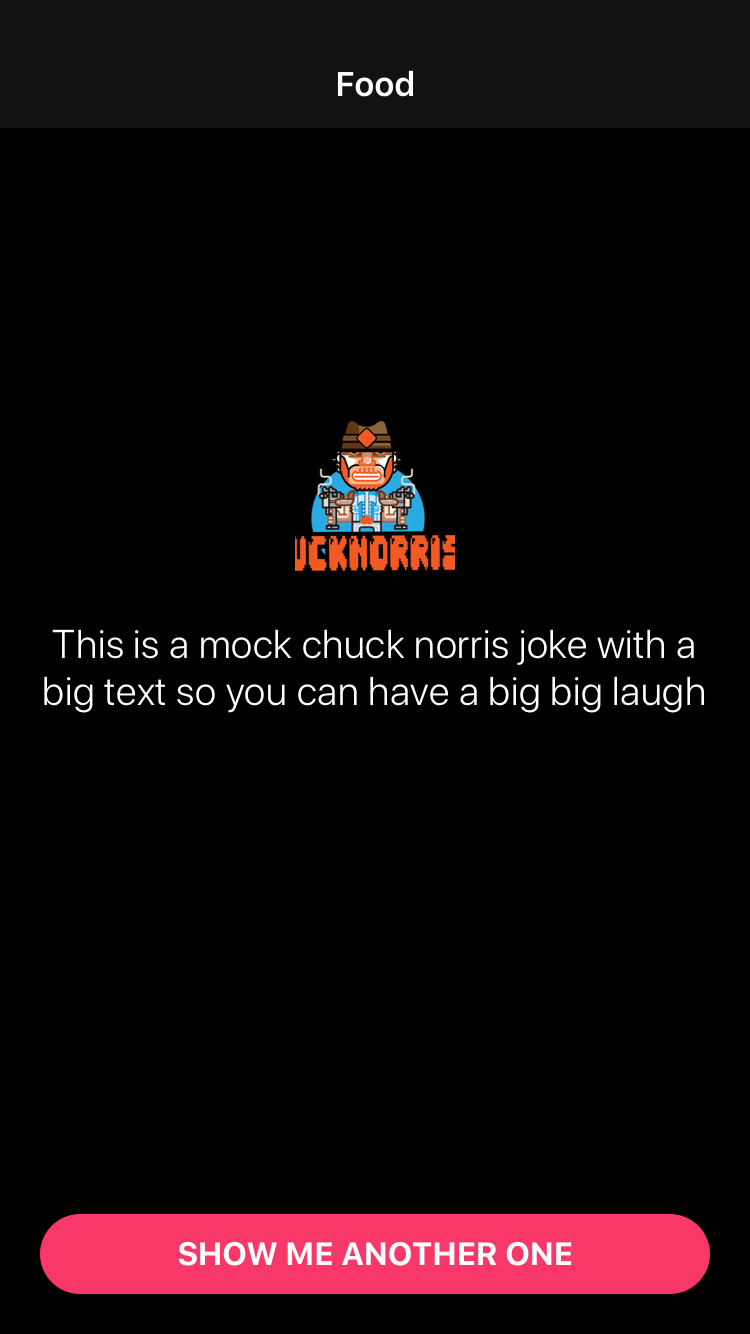 Food
UCKNORRIS
This is a mock chuck norris joke with a
big text so you can have a big big laugh
SHOW ME ANOTHER ONE